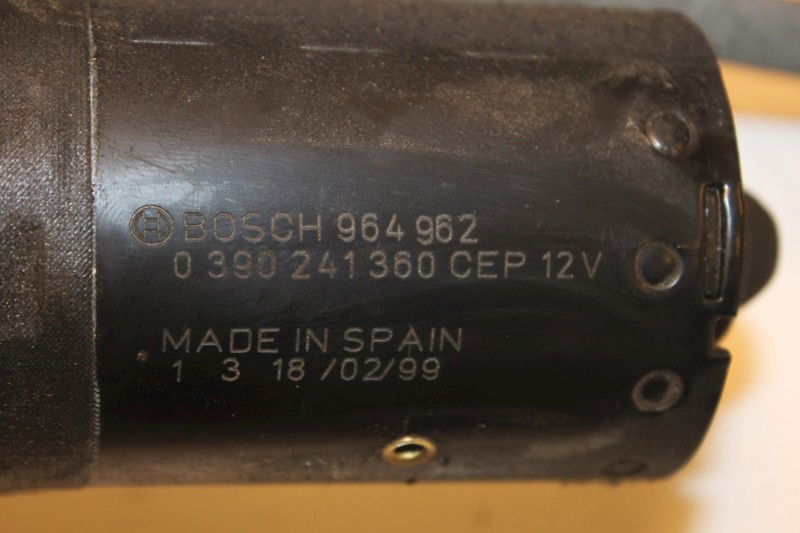 BOSCH 964 962
0 390 241 360 CEP 12V
MADE IN SPAIN
1 3 18 /02/99